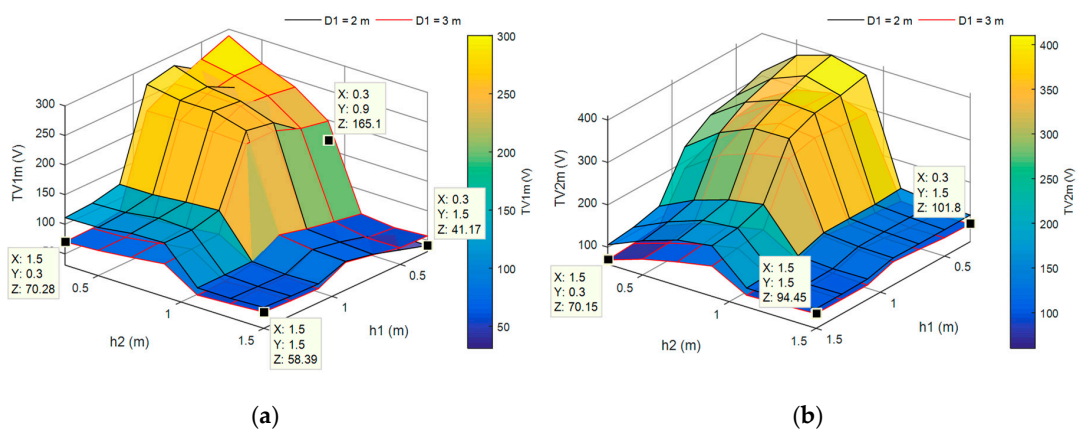 (a)
D1 = 2 m D1 = 3 m
TV1m (V)
300
250
200
150
100
X: 0.3
Y: 0.9
Z: 165.1
X: 0.3
Y: 1.5
Z: 41.17
X: 1.5
Y: 0.3
Z: 70.28
X: 1.5
Y: 1.5
Z: 58.39
0.5
1
1.5
h2 (m)
0.5
1
h1 (m)
300
250
200
150
100
50
TV1m(V)
(b)
D1 = 2 m D1 = 3 m
TV2m (V)
400
300
200
100
X: 0.3
Y: 1.5
Z: 101.8
X: 1.5
Y: 0.3
Z: 70.15
X: 1.5
Y: 1.5
Z: 94.45
0.5
1
1.5
h2 (m)
0.5
1
1.5
h1 (m)
400
350
300
250
200
150
100
TV2m(V)